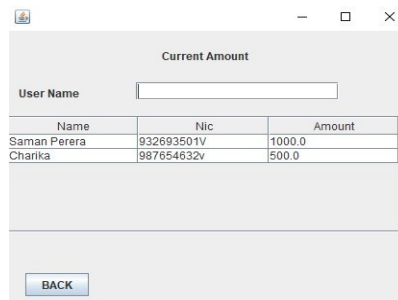 Current Amount
User Name
Name Nic Amount
Saman Perera 932693501V 1000.0
Charika 987654632v 500.0
BACK